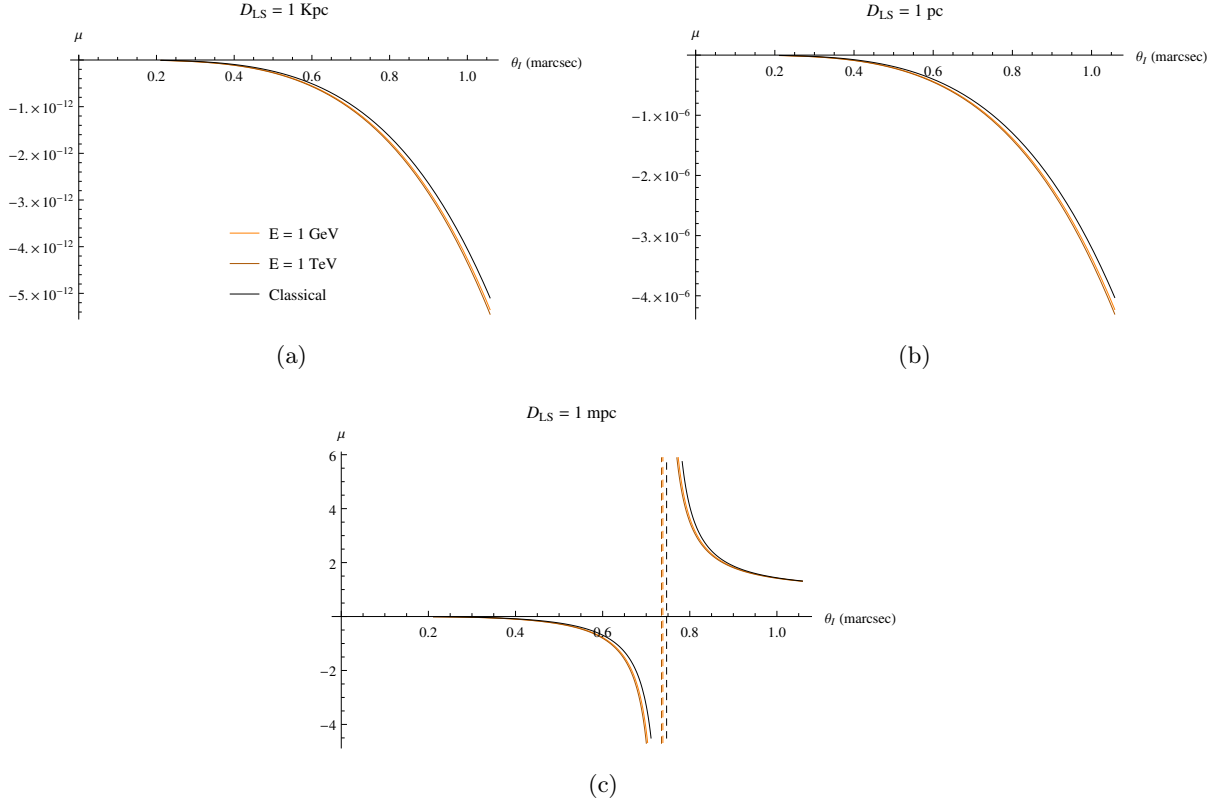 D_LS = 1 Kpc
μ
θ_I (marcsec)
0.2 0.4 0.6 0.8 1.0
-1.×10^-12
-2.×10^-12
-3.×10^-12
-4.×10^-12
-5.×10^-12
E = 1 GeV
E = 1 TeV
Classical
(a)
D_LS = 1 pc
μ
θ_I (marcsec)
0.2 0.4 0.6 0.8 1.0
-1.×10^-6
-2.×10^-6
-3.×10^-6
-4.×10^-6
(b)
D_LS = 1 mpc
μ
6
4
2
θ_I (marcsec)
0.2 0.4 0.6 0.8 1.0
-2
-4
(c)